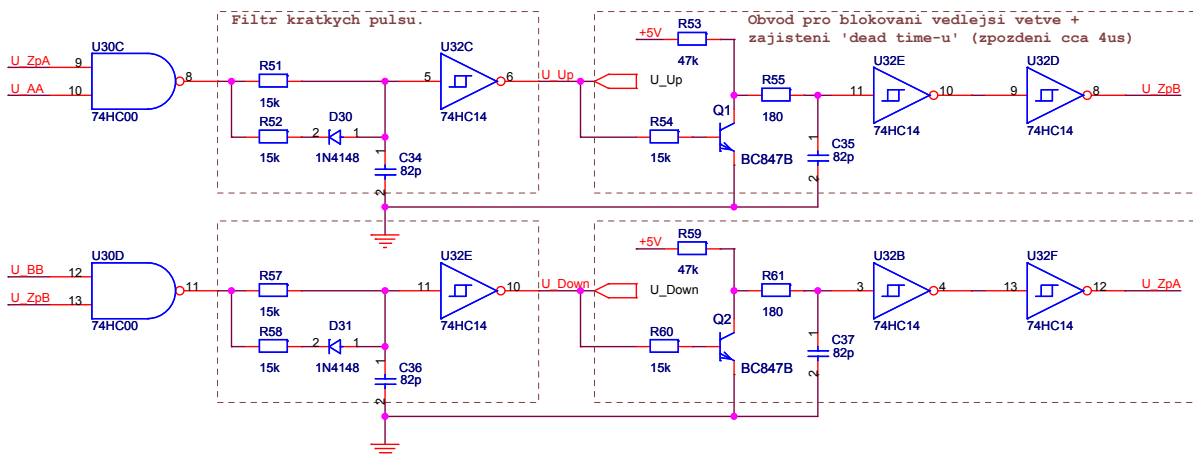 Filtr kratkych pulsu.
Obvod pro blokovani vedlejsi vetve +
zajisteni 'dead time-u' (zpozdeni cca 4us)
U30C
U_ZpA
9
U_AA
10
8
74HC00
R51
15k
R52
15k
D30
2
1
1N4148
1
C34
82p
2
U32C
5
6
74HC14
U_Up
U_Up
+5V
R53
47k
R54
15k
Q1
BC847B
R55
180
1
C35
82p
2
U32E
11
10
74HC14
U32D
9
8
74HC14
U_ZpB
U30D
U_BB
12
U_ZpB
13
11
74HC00
R57
15k
R58
15k
D31
2
1
1N4148
1
C36
82p
2
U32E
11
10
74HC14
U_Down
U_Down
+5V
R59
47k
R60
15k
Q2
BC847B
R61
180
1
C37
82p
2
U32B
3
4
74HC14
U32F
13
12
74HC14
U_ZpA